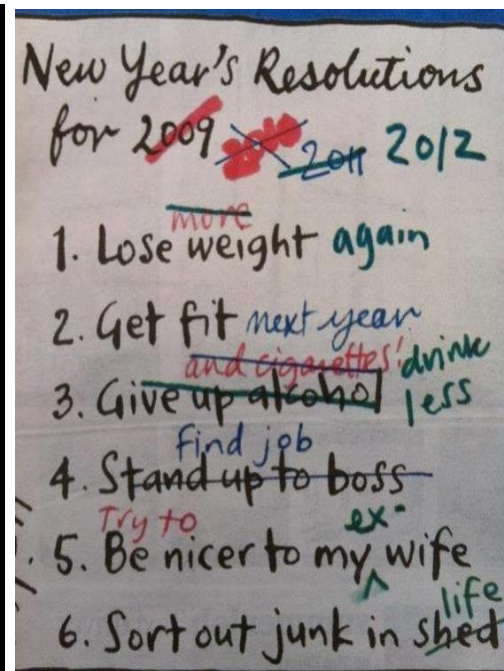 New Year's Resolutions
for 2009 2011 2012
more
1. Lose weight again
2. Get fit next year
and cigarettes! drink
3. Give up alcohol less
find job
4. Stand up to boss
Try to ex-
5. Be nicer to my wife
life
6. Sort out junk in shed